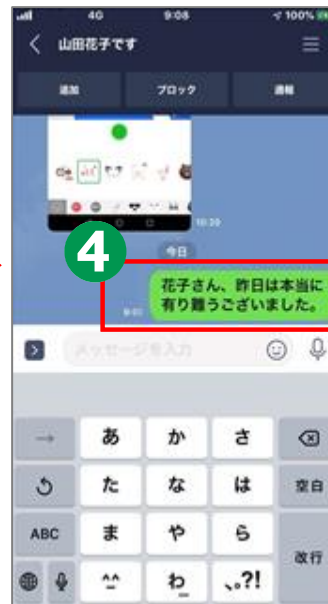 4G 9:08 100%
山田花子です
追加 ブロック 通報
10:39
今日
4
花子さん、昨日は本当に
有り難うございました。
9:03
メッセージを入力
→ あ か さ
た な は 空白
ABC ま や ら
改行
^^ わ_ 、。?!